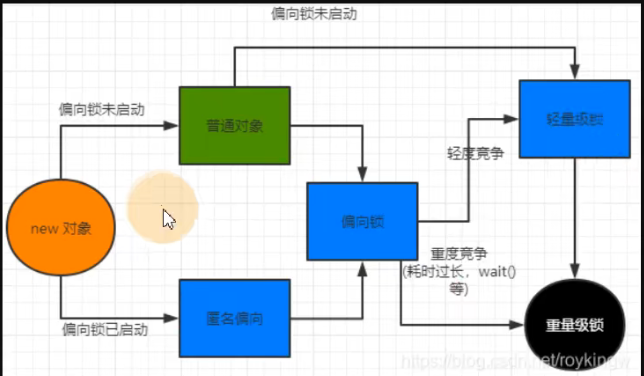 偏向锁未启动
偏向锁未启动
普通对象
轻量级锁
轻度竞争
new 对象
偏向锁
重度竞争
(耗时过长，wait()
等)
偏向锁已启动
匿名偏向
重量级锁
https://blog.csdn.net/royking